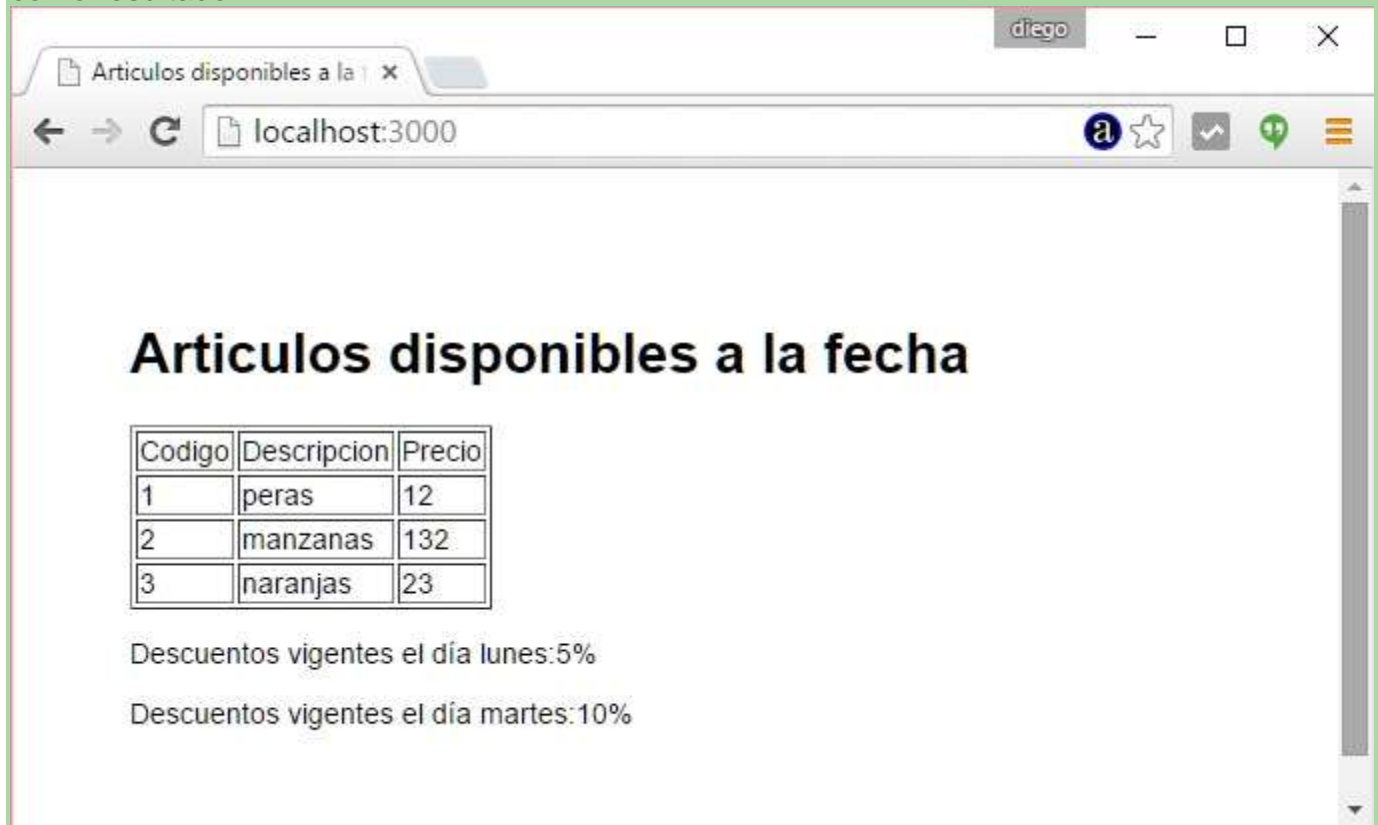 diego
Articulos disponibles a la
localhost:3000
a
Articulos disponibles a la fecha
Codigo Descripcion Precio
1 peras 12
2 manzanas 132
3 naranjas 23
Descuentos vigentes el día lunes:5%
Descuentos vigentes el día martes:10%